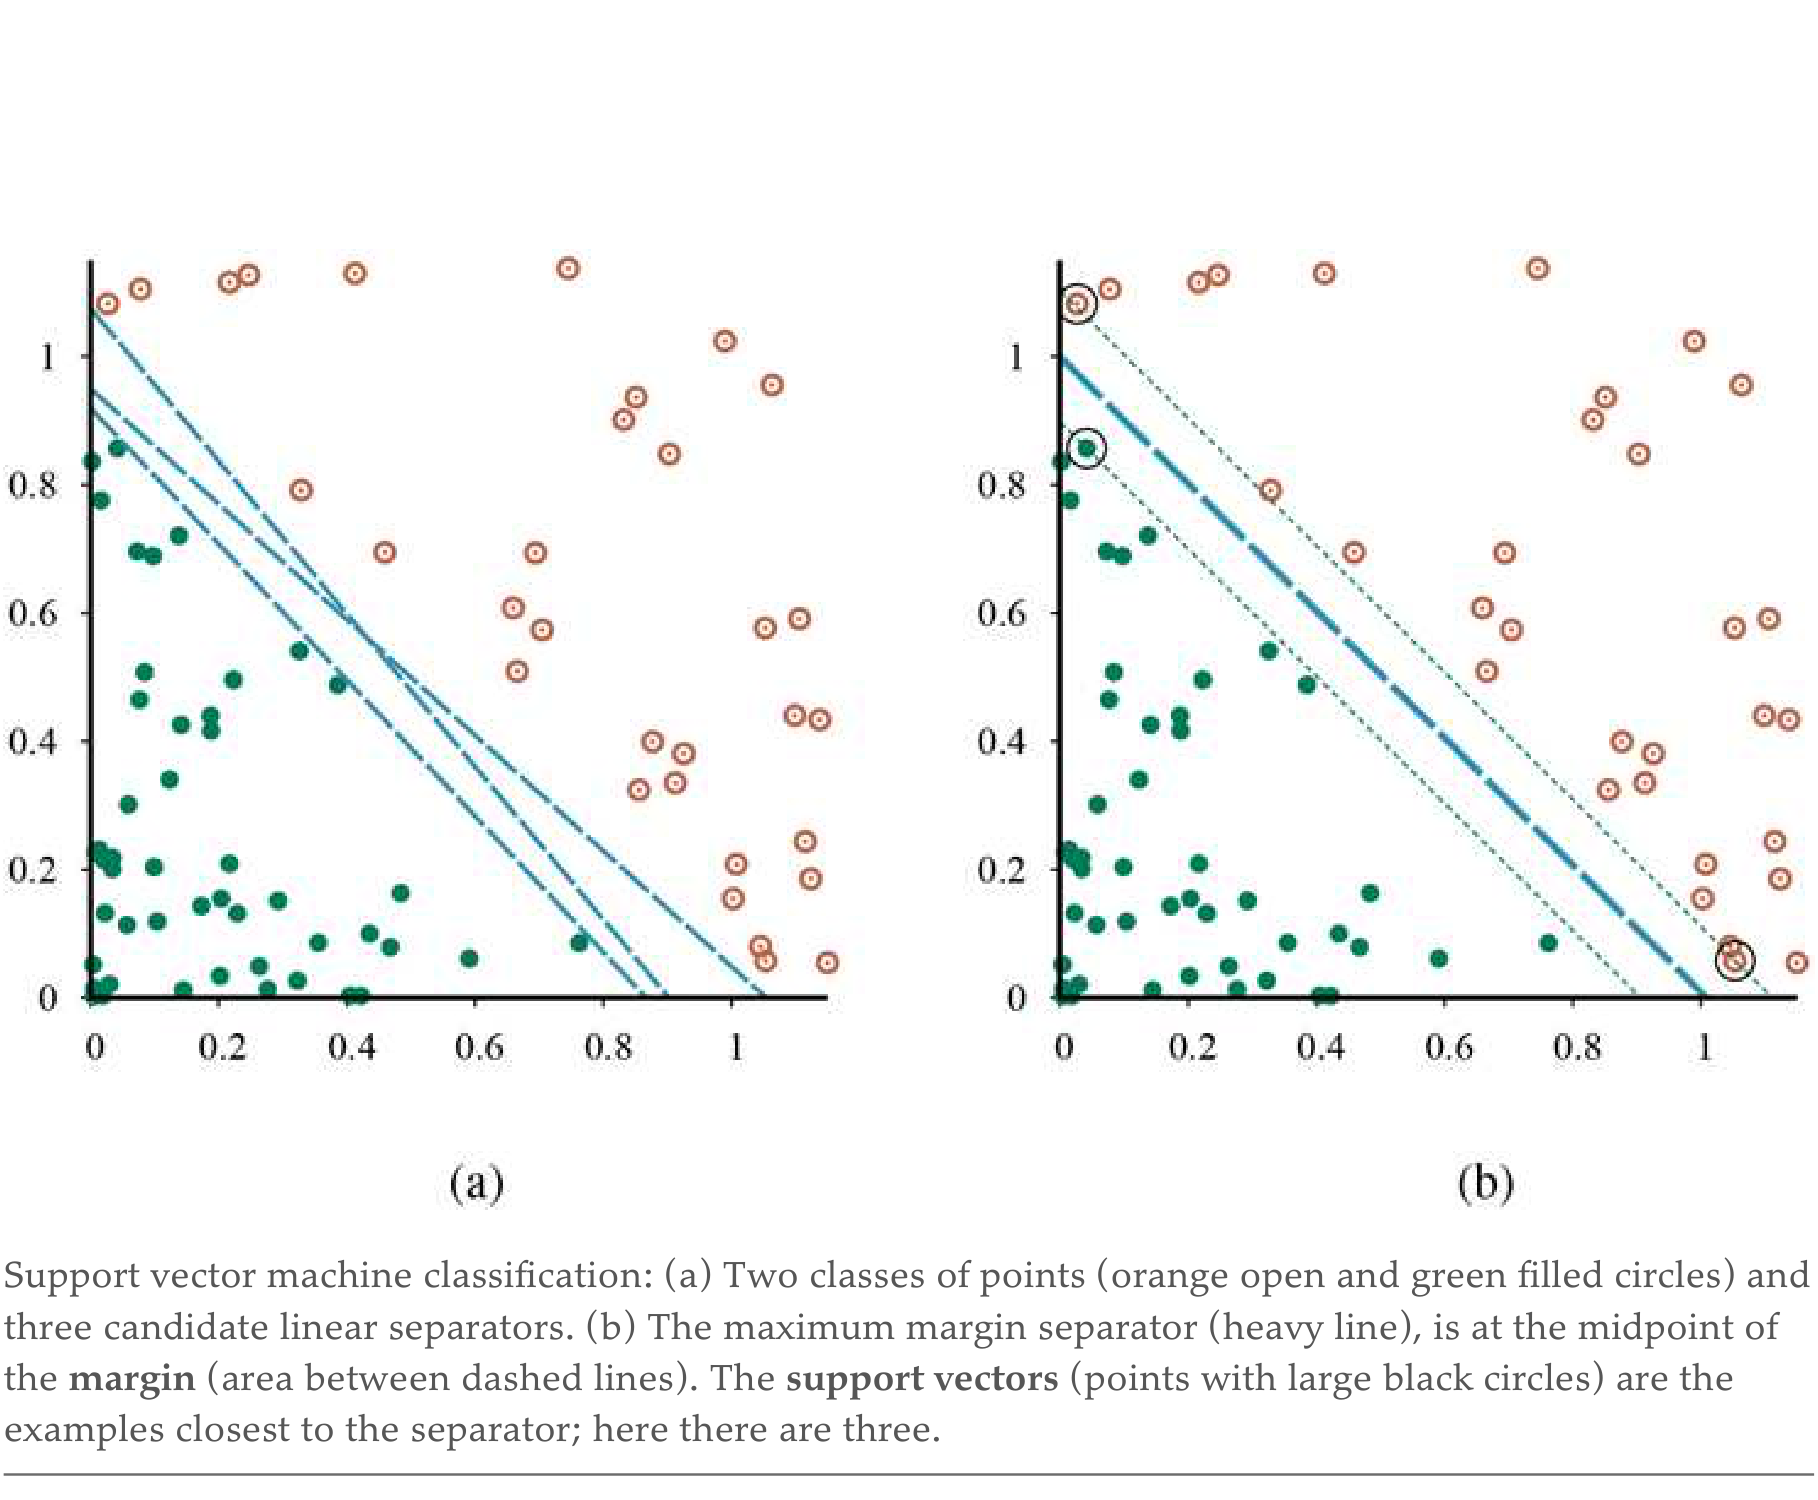 1
0.8
0.6
0.4
0.2
0
0 0.2 0.4 0.6 0.8 1
(a)
1
0.8
0.6
0.4
0.2
0
0 0.2 0.4 0.6 0.8 1
(b)
Support vector machine classification: (a) Two classes of points (orange open and green filled circles) and
three candidate linear separators. (b) The maximum margin separator (heavy line), is at the midpoint of
the margin (area between dashed lines). The support vectors (points with large black circles) are the
examples closest to the separator; here there are three.